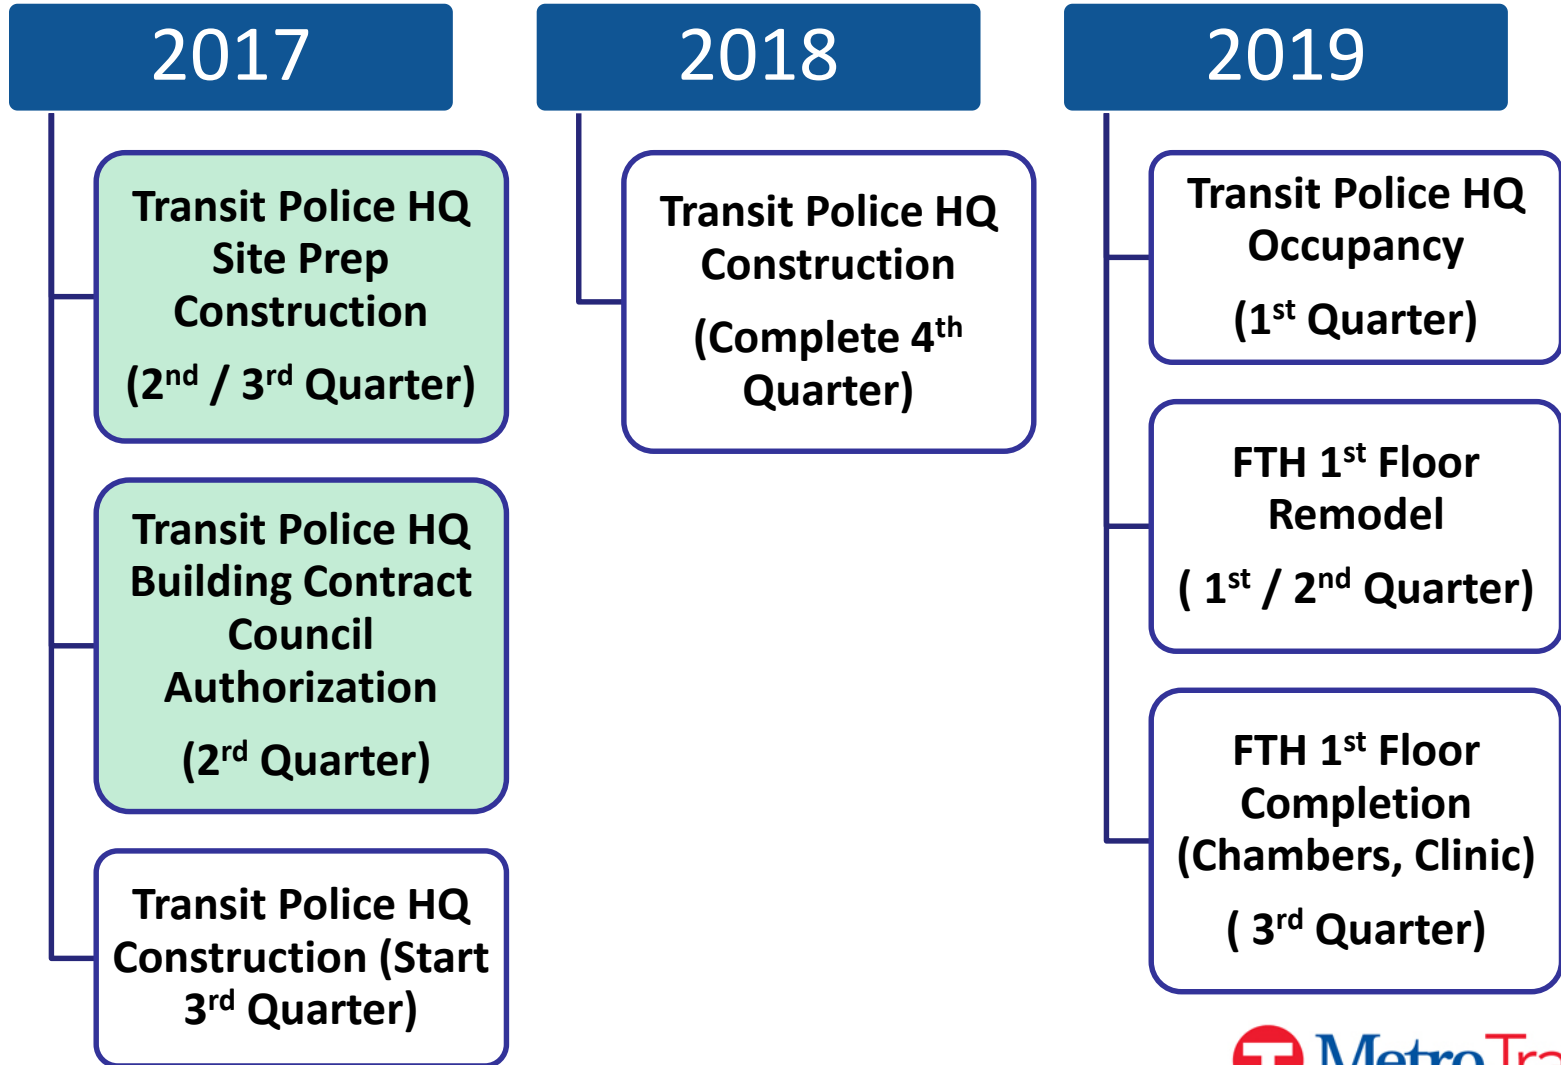 2017
Transit Police HQ
Site Prep
Construction
(2nd / 3rd Quarter)
Transit Police HQ
Building Contract
Council
Authorization
(2rd Quarter)
Transit Police HQ
Construction (Start
3rd Quarter)
2018
Transit Police HQ
Construction
(Complete 4th
Quarter)
2019
Transit Police HQ
Occupancy
(1st Quarter)
FTH 1st Floor
Remodel
( 1st / 2nd Quarter)
FTH 1st Floor
Completion
(Chambers, Clinic)
( 3rd Quarter)
MetroTra